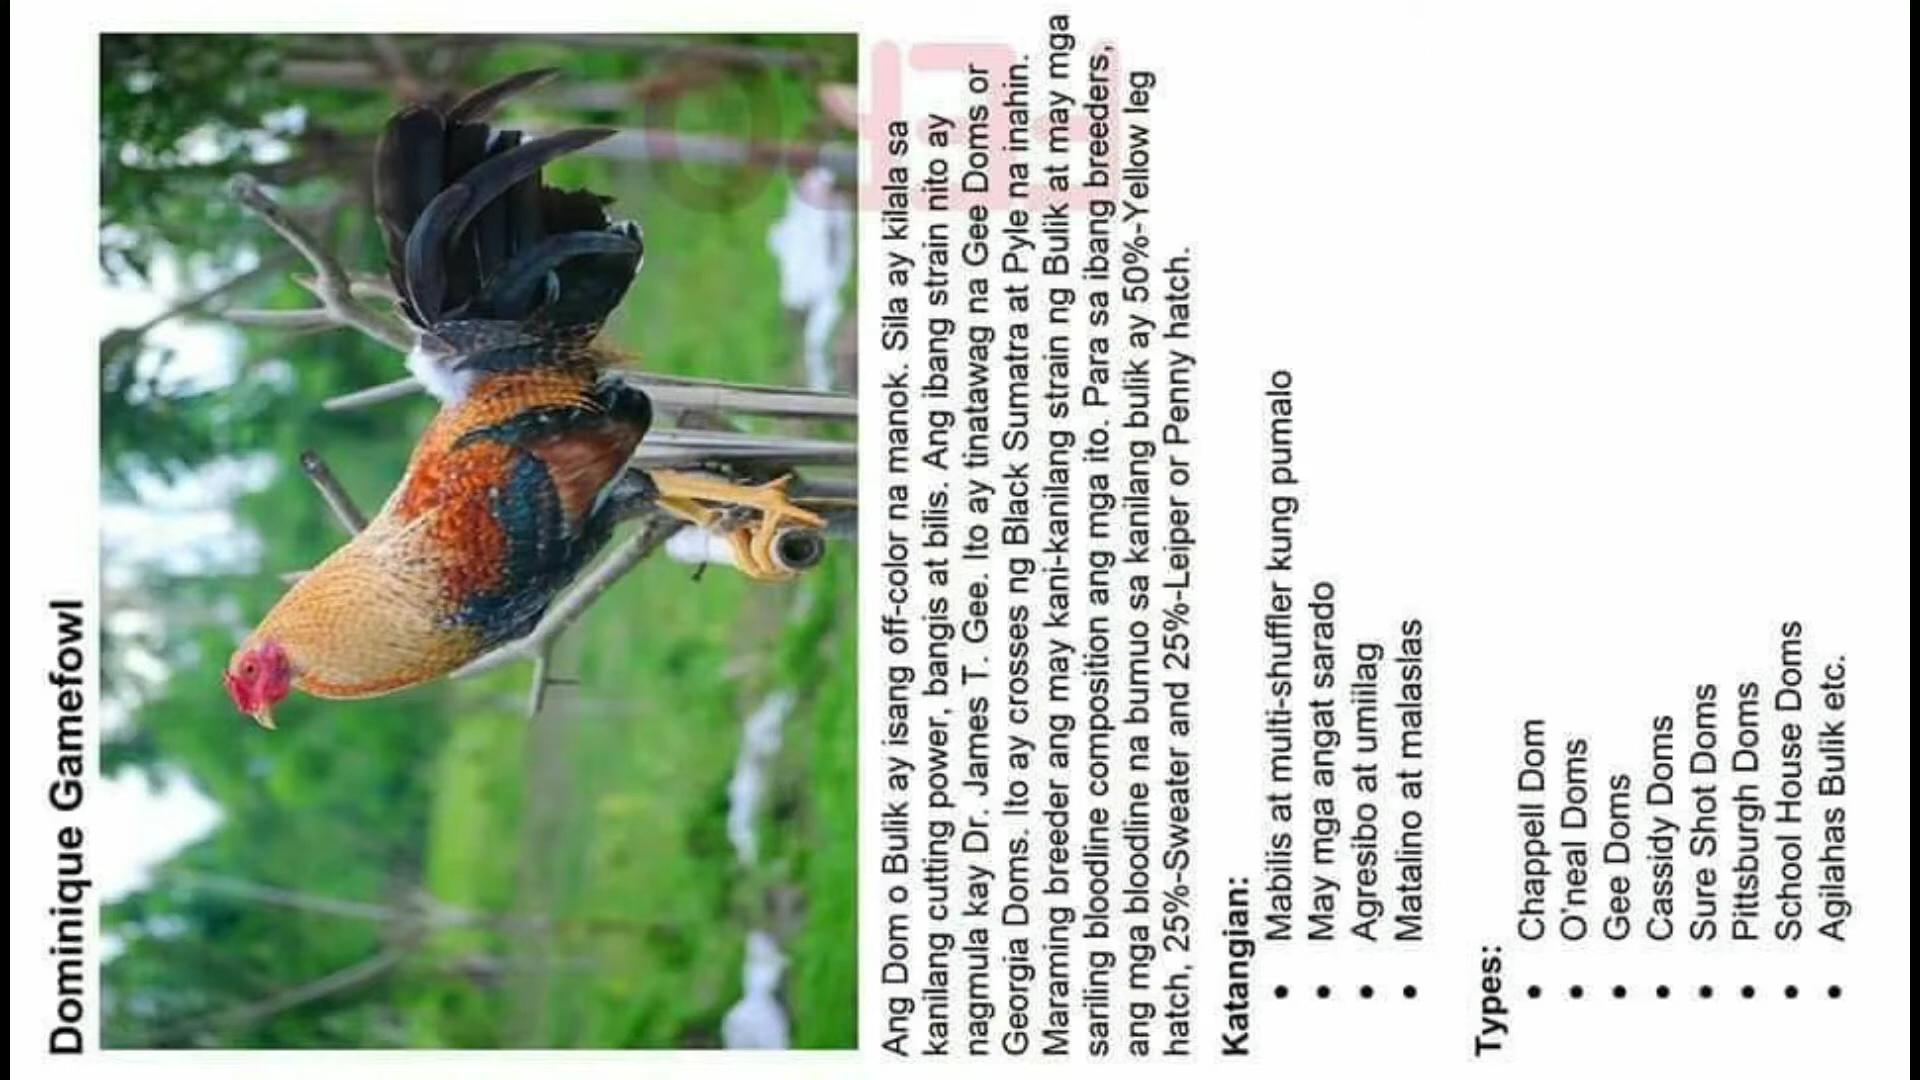 Dominique Gamefowl
Ang Dom o Bulik ay isang off-color na manok. Sila ay kilala sa
kanilang cutting power, bangis at bilis. Ang ibang strain nito ay
nagmula kay Dr. James T. Gee. Ito ay tinatawag na Gee Doms or
Georgia Doms. Ito ay crosses ng Black Sumatra at Pyle na inahin.
Maraming breeder ang may kani-kanilang strain ng Bulik at may mga
sariling bloodline composition ang mga ito. Para sa ibang breeders,
ang mga bloodline na bumuo sa kanilang bulik ay 50%-Yellow leg
hatch, 25%-Sweater and 25%-Leiper or Penny hatch.
Katangian:
• Mabilis at multi-shuffler kung pumalo
• May mga angat sarado
• Agresibo at umiilag
• Matalino at malaslas
Types:
• Chappell Dom
• O'neal Doms
• Gee Doms
• Cassidy Doms
• Sure Shot Doms
• Pittsburgh Doms
• School House Doms
• Agilahas Bulik etc.